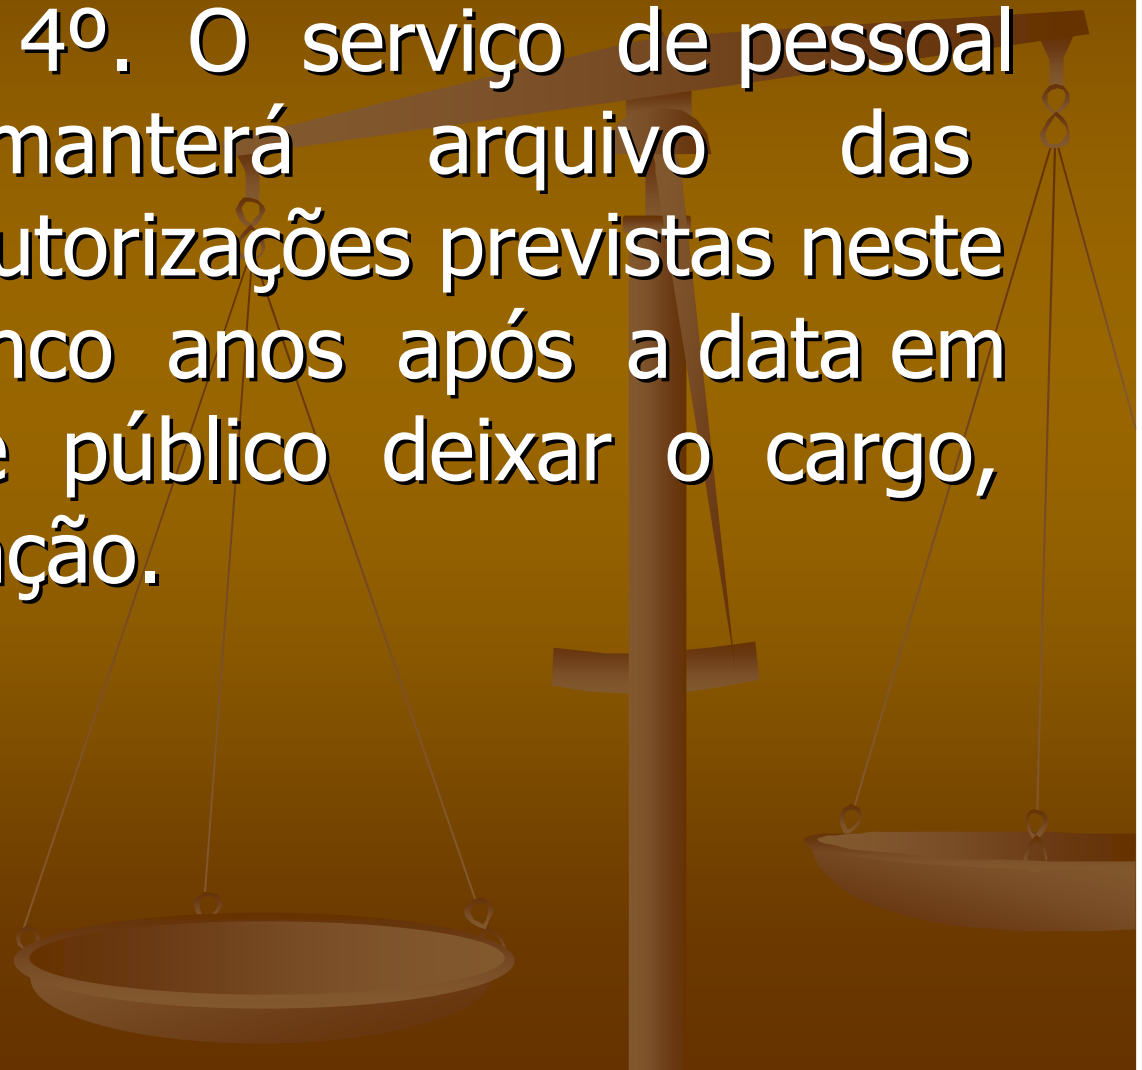 4º. O serviço de pessoal
manterá arquivo das
utorizações previstas neste
nco anos após a data em
e público deixar o cargo,
ção.